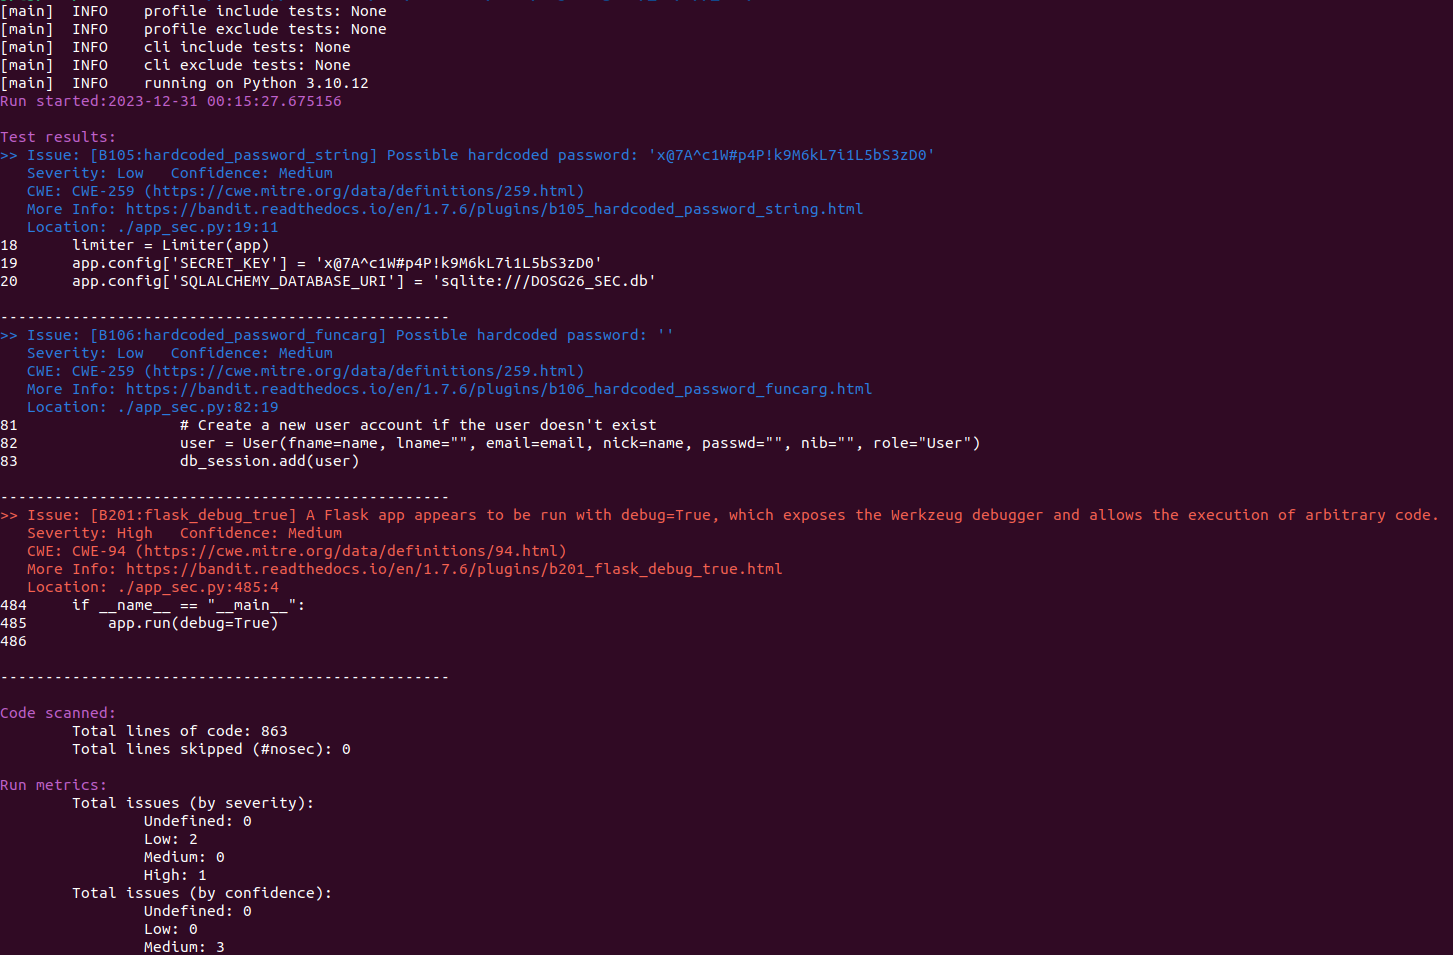 [main]  INFO    profile include tests: None
[main]  INFO    profile exclude tests: None
[main]  INFO    cli include tests: None
[main]  INFO    cli exclude tests: None
[main]  INFO    running on Python 3.10.12
Run started:2023-12-31 00:15:27.675156
Test results:
>> Issue: [B105:hardcoded_password_string] Possible hardcoded password: 'x@7A^c1W#p4P!k9M6kL7i1L5bS3zD0'
   Severity: Low   Confidence: Medium
   CWE: CWE-259 (https://cwe.mitre.org/data/definitions/259.html)
   More Info: https://bandit.readthedocs.io/en/1.7.6/plugins/b105_hardcoded_password_string.html
   Location: ./app_sec.py:19:11
18      limiter = Limiter(app)
19      app.config['SECRET_KEY'] = 'x@7A^c1W#p4P!k9M6kL7i1L5bS3zD0'
20      app.config['SQLALCHEMY_DATABASE_URI'] = 'sqlite:///DOSG26_SEC.db'
--------------------------------------------------
>> Issue: [B106:hardcoded_password_funcarg] Possible hardcoded password: ''
   Severity: Low   Confidence: Medium
   CWE: CWE-259 (https://cwe.mitre.org/data/definitions/259.html)
   More Info: https://bandit.readthedocs.io/en/1.7.6/plugins/b106_hardcoded_password_funcarg.html
   Location: ./app_sec.py:82:19
81                  # Create a new user account if the user doesn't exist
82                  user = User(fname=name, lname="", email=email, nick=name, passwd="", nib="", role="User")
83                  db_session.add(user)
--------------------------------------------------
>> Issue: [B201:flask_debug_true] A Flask app appears to be run with debug=True, which exposes the Werkzeug debugger and allows the execution of arbitrary code.
   Severity: High   Confidence: Medium
   CWE: CWE-94 (https://cwe.mitre.org/data/definitions/94.html)
   More Info: https://bandit.readthedocs.io/en/1.7.6/plugins/b201_flask_debug_true.html
   Location: ./app_sec.py:485:4
484     if __name__ == "__main__":
485         app.run(debug=True)
486
--------------------------------------------------
Code scanned:
        Total lines of code: 863
        Total lines skipped (#nosec): 0
Run metrics:
        Total issues (by severity):
                Undefined: 0
                Low: 2
                Medium: 0
                High: 1
        Total issues (by confidence):
                Undefined: 0
                Low: 0
                Medium: 3